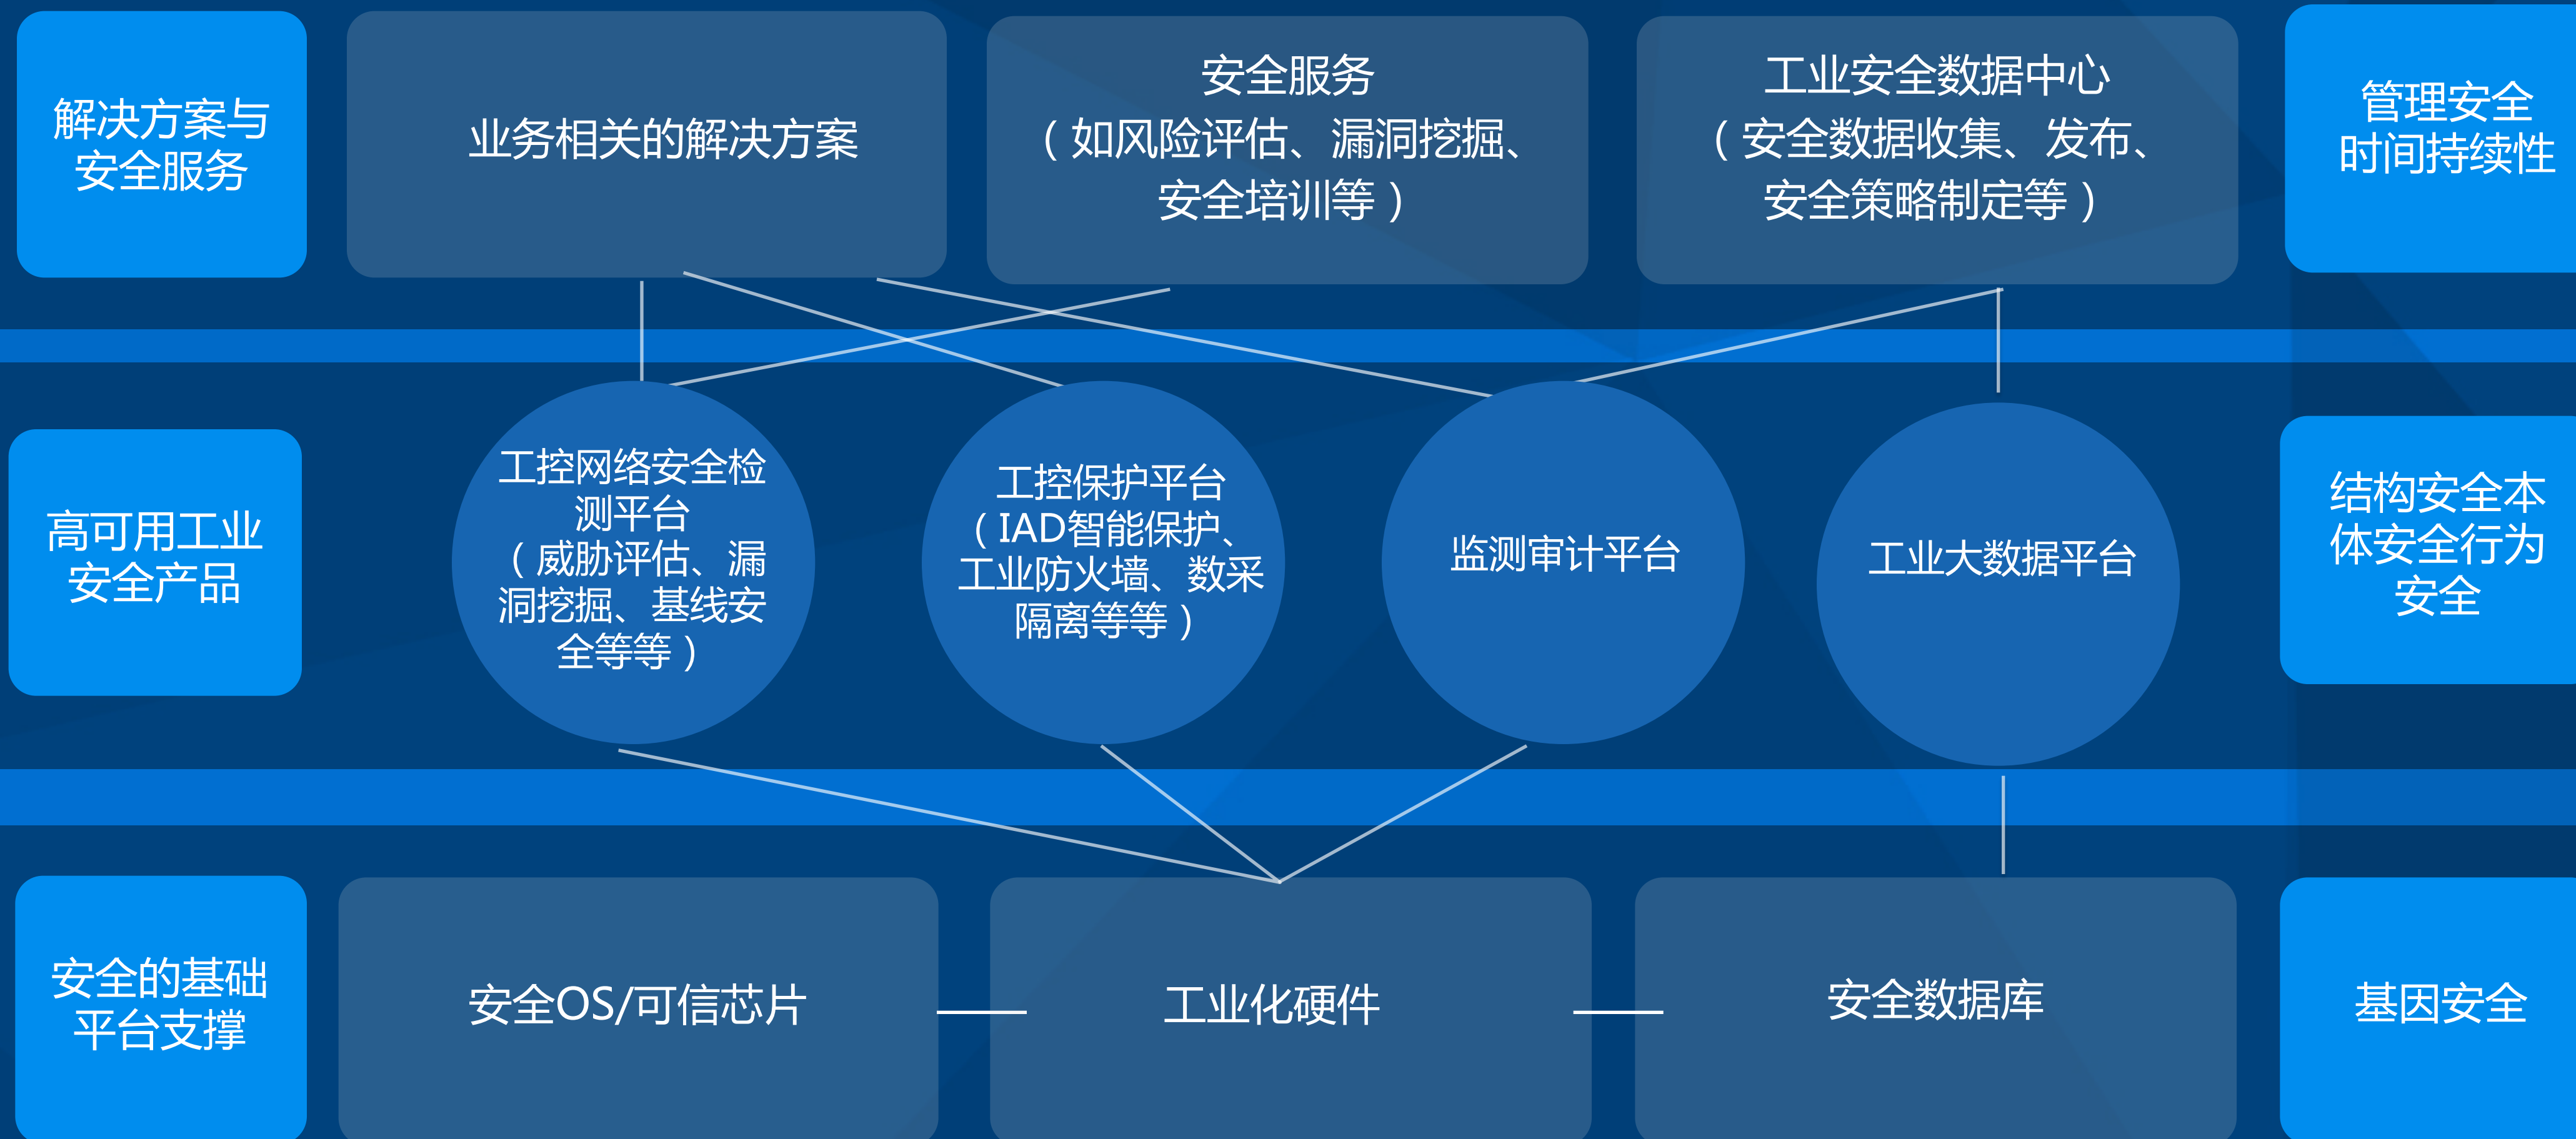 解决方案与
安全服务
业务相关的解决方案
安全服务
（如风险评估、漏洞挖掘、
安全培训等）
工业安全数据中心
（安全数据收集、发布、
安全策略制定等）
管理安全
时间持续性
高可用工业
安全产品
工控网络安全检
测平台
（威胁评估、漏
洞挖掘、基线安
全等等）
工控保护平台
（IAD智能保护、
工业防火墙、数采
隔离等等）
监测审计平台
工业大数据平台
结构安全本
体安全行为
安全
安全的基础
平台支撑
安全OS/可信芯片
工业化硬件
安全数据库
基因安全